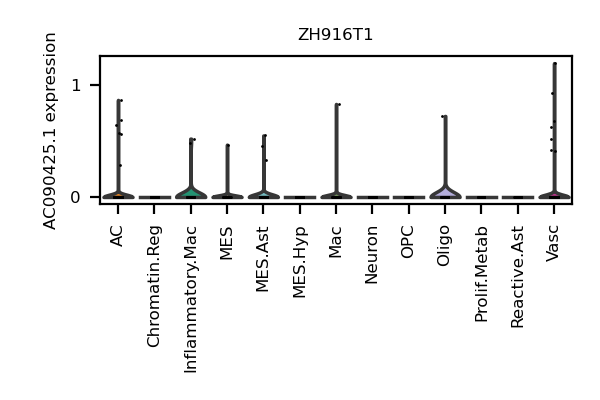 ZH916T1
AC090425.1 expression
1
0
AC
Chromatin.Reg
Inflammatory.Mac
MES
MES.Ast
MES.Hyp
Mac
Neuron
OPC
Oligo
Prolif.Metab
Reactive.Ast
Vasc